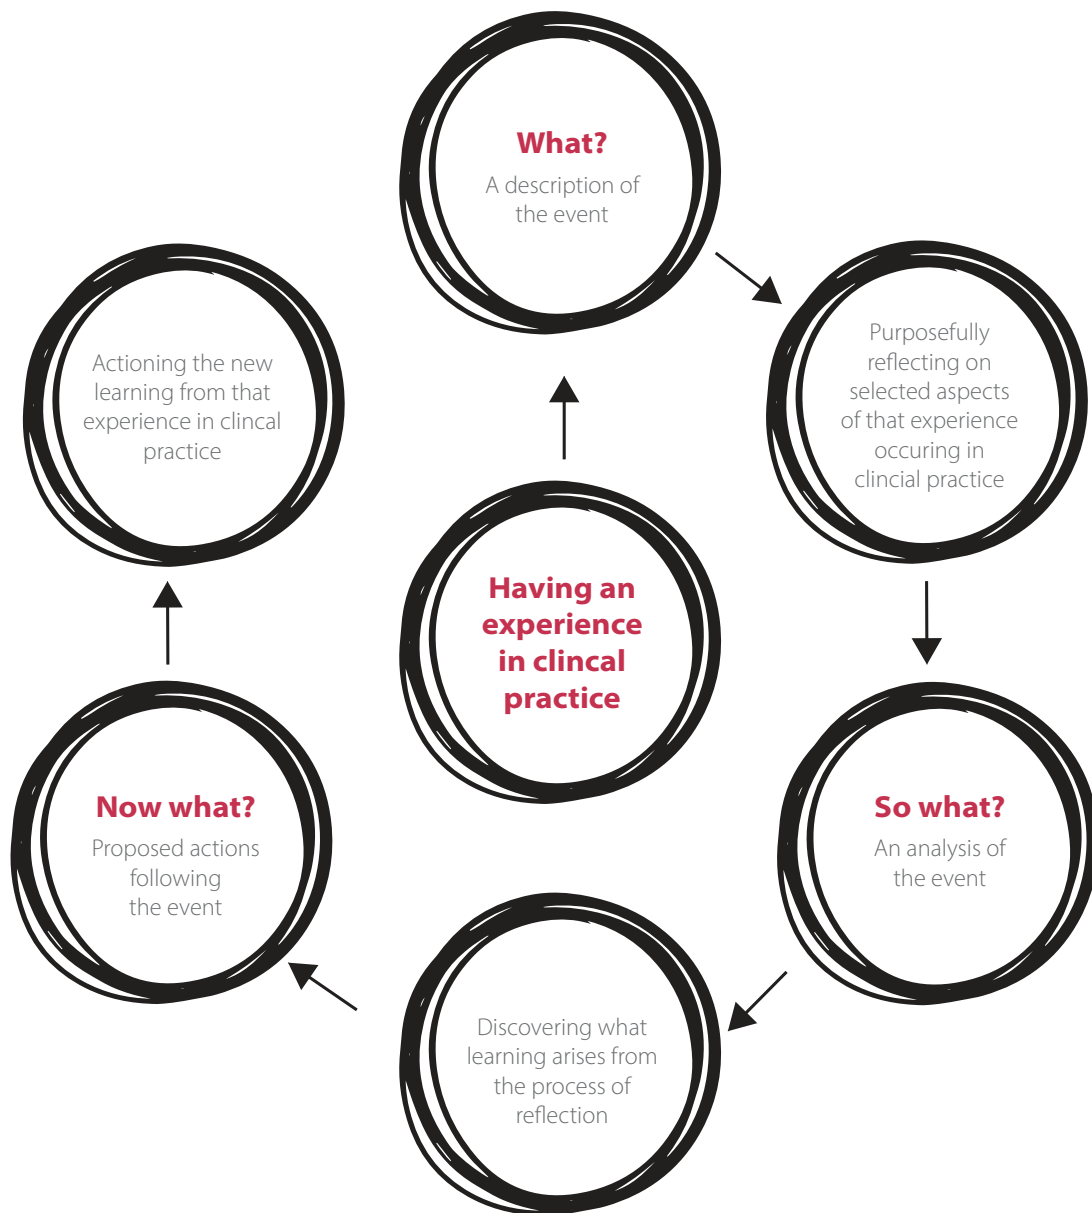 What?
A description of
the event
Purposefully
reflecting on
selected aspects
of that experience
occuring in
clincial practice
So what?
An analysis of
the event
Discovering what
learning arises from
the process of
reflection
Now what?
Proposed actions
following
the event
Actioning the new
learning from that
experience in clincal
practice
Having an
experience
in clincal
practice